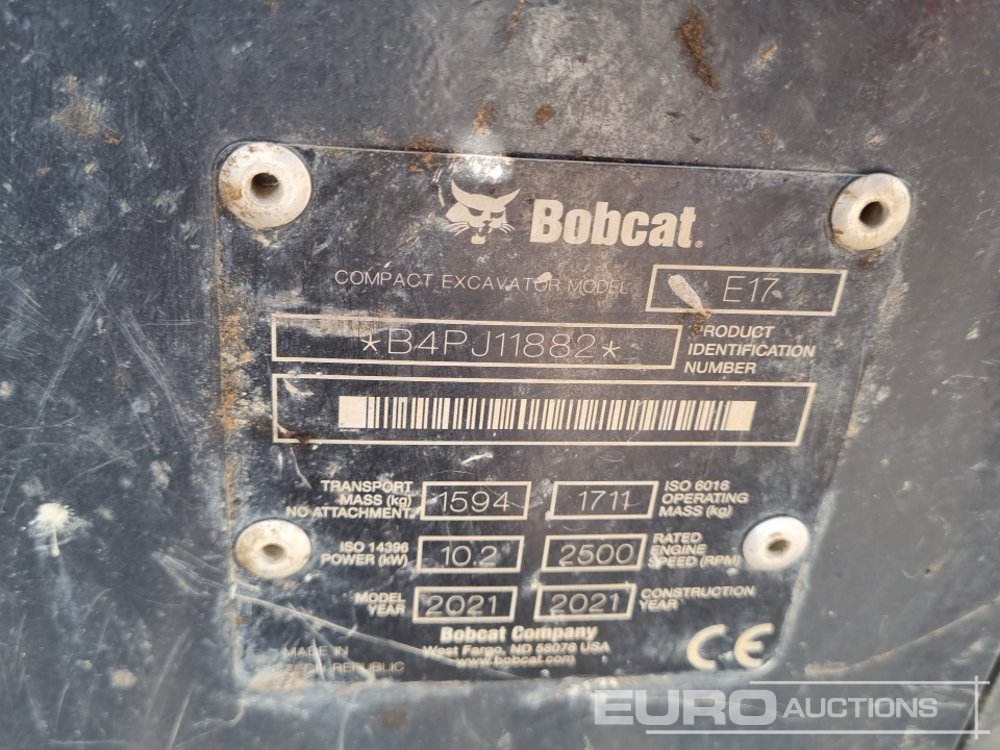 Bobcat®
COMPACT EXCAVATOR MODEL E17
*B4PJ11882*
PRODUCT
IDENTIFICATION
NUMBER
TRANSPORT
MASS (kg)
NO ATTACHMENT
1594
1711
ISO 6016
OPERATING
MASS (kg)
ISO 14396
POWER (kW)
10.2
2500
RATED
ENGINE
SPEED (RPM)
MODEL
YEAR
2021
2021
CONSTRUCTION
YEAR
Bobcat Company
West Fargo, ND 58078 USA
www.bobcat.com
MADE IN
CZECH REPUBLIC
CE
EURO AUCTIONS